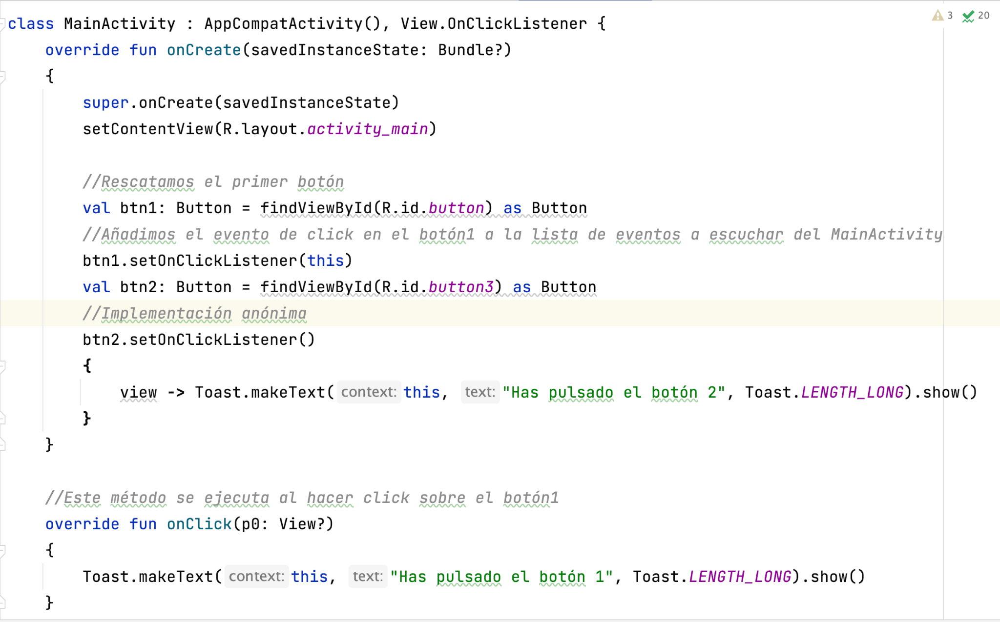 class MainActivity : AppCompatActivity(), View.OnClickListener {
3 20
override fun onCreate(savedInstanceState: Bundle?)
{
super.onCreate(savedInstanceState)
setContentView(R.layout.activity_main)
//Rescatamos el primer botón
val btn1: Button = findViewById(R.id.button) as Button
//Añadimos el evento de click en el botón1 a la lista de eventos a escuchar del MainActivity
btn1.setOnClickListener(this)
val btn2: Button = findViewById(R.id.button3) as Button
//Implementación anónima
btn2.setOnClickListener()
{
view -> Toast.makeText( context: this, text: "Has pulsado el botón 2", Toast.LENGTH_LONG).show()
}
}
//Este método se ejecuta al hacer click sobre el botón1
override fun onClick(p0: View?)
{
Toast.makeText( context: this, text: "Has pulsado el botón 1", Toast.LENGTH_LONG).show()
}